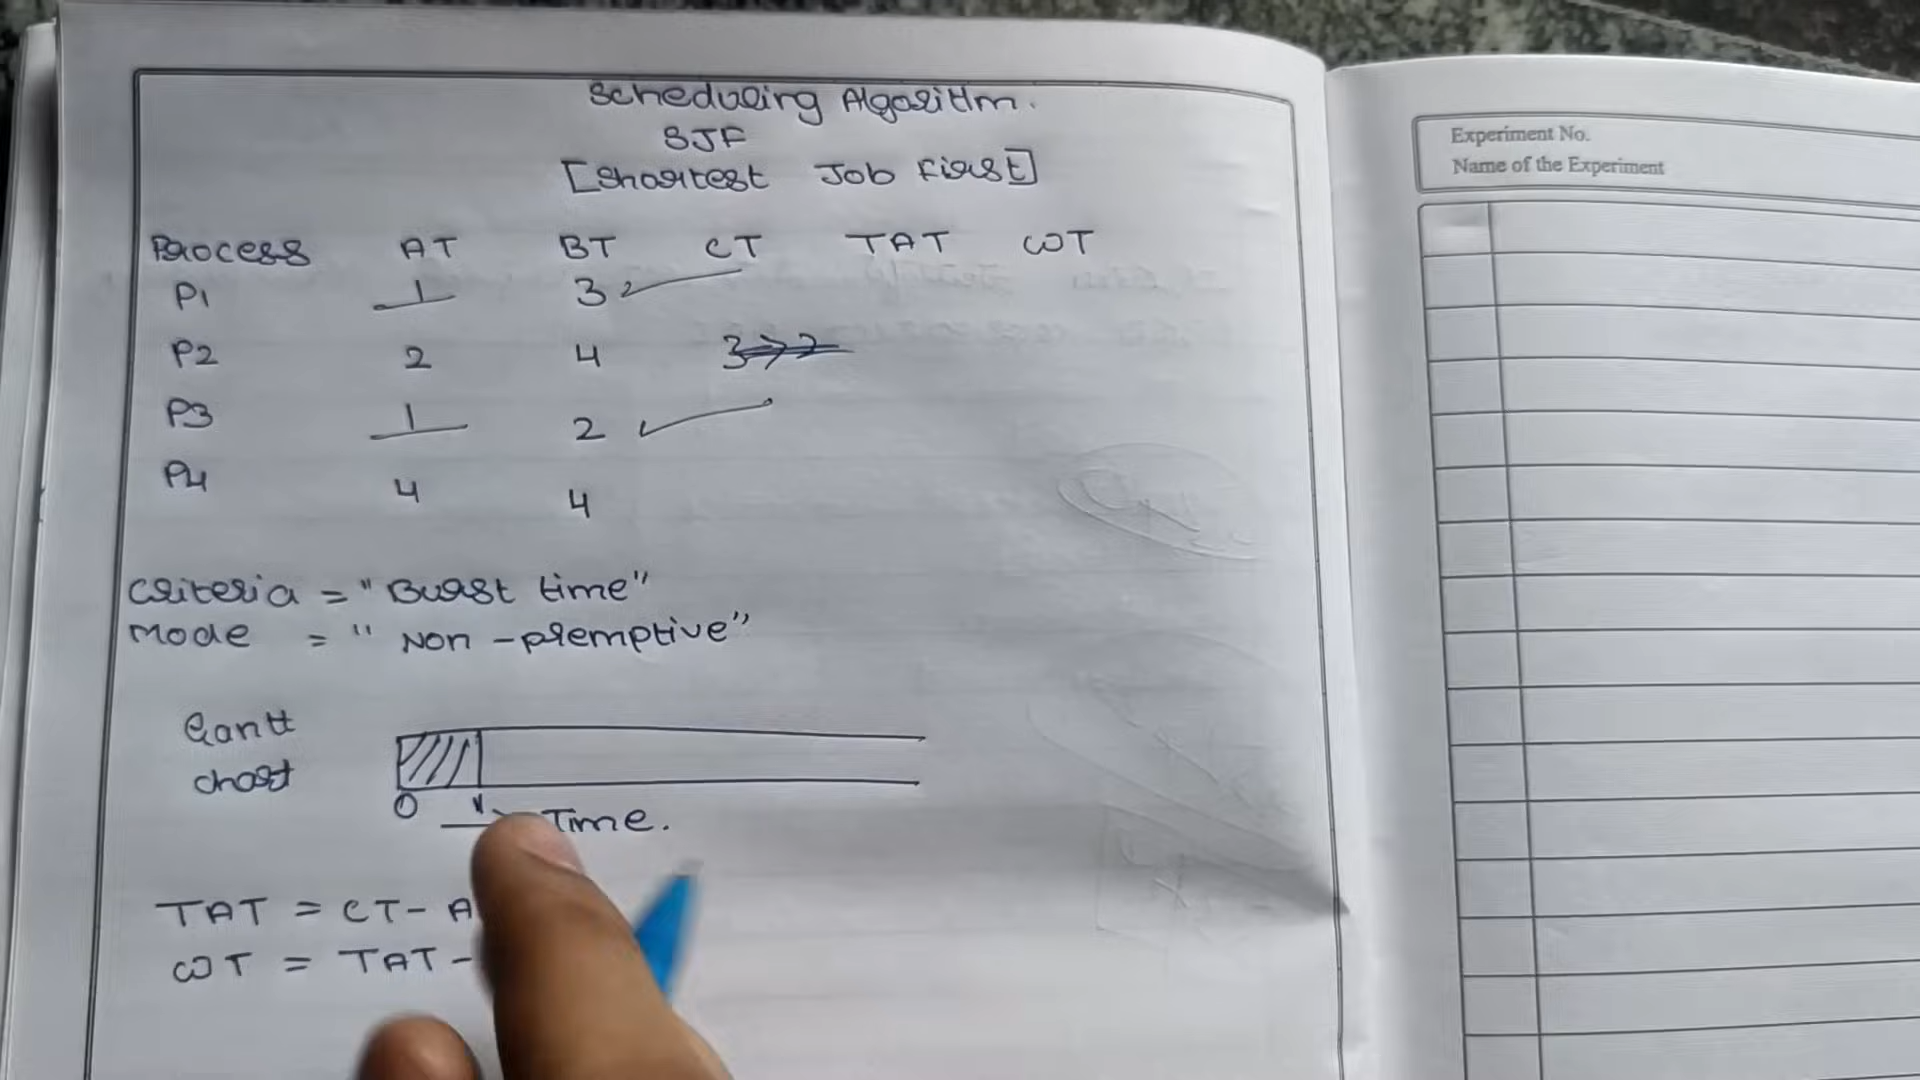 Scheduling Algorithm.
SJF
[Shortest Job First]
Process AT BT CT TAT WT
P1 1 3
P2 2 4 3→2
P3 1 2
P4 4 4
Criteria = "Burst time"
Mode = "Non-premptive"
Gantt
chart
0 Time.
TAT = CT - A
WT = TAT -
Experiment No.
Name of the Experiment